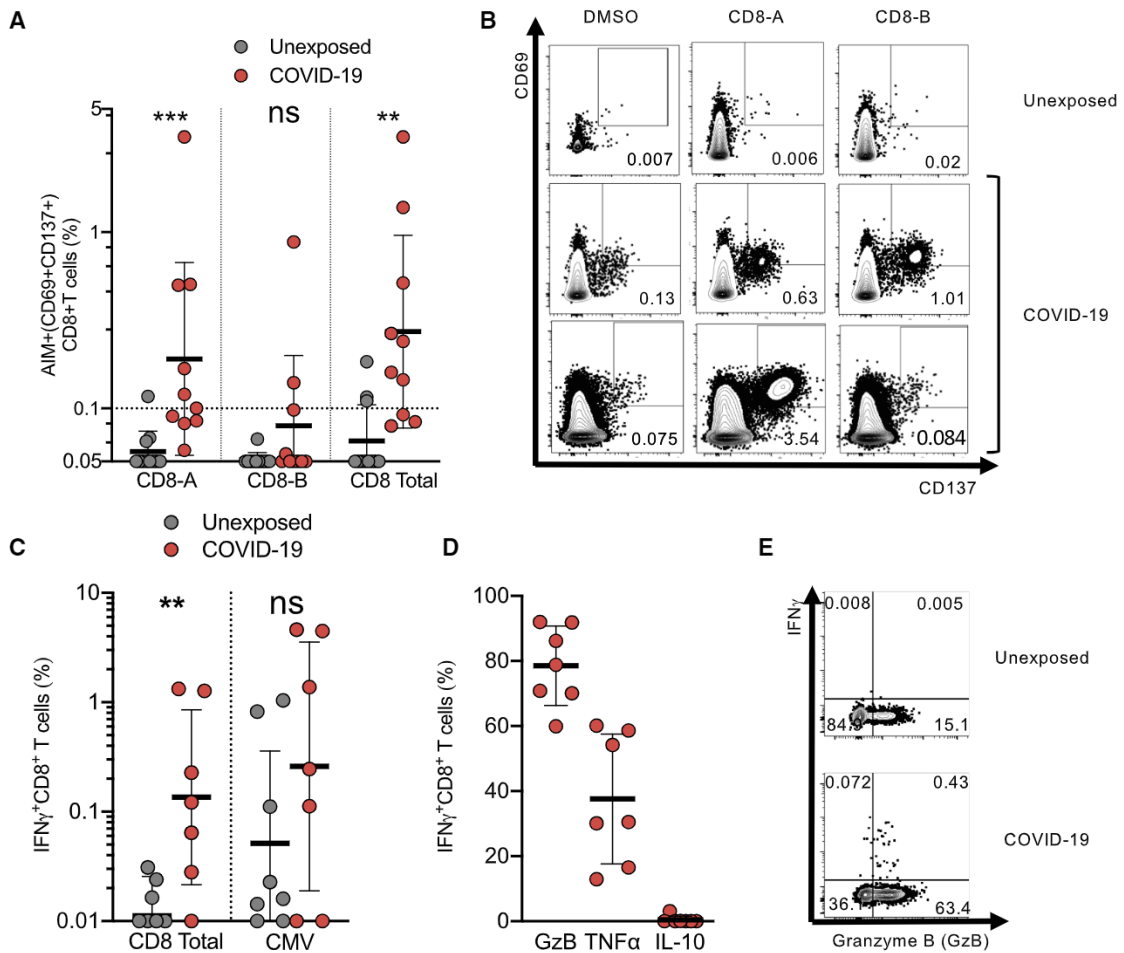 A
Unexposed
COVID-19
AIM+(CD69+CD137+)
CD8+T cells (%)
5
1
0.1
0.05
***
ns
**
CD8-A
CD8-B
CD8 Total
B
DMSO
CD8-A
CD8-B
CD69
0.007
0.006
0.02
Unexposed
0.13
0.63
1.01
COVID-19
0.075
3.54
0.084
CD137
C
Unexposed
COVID-19
IFNγ+CD8+ T cells (%)
10
1
0.1
0.01
**
ns
CD8 Total
CMV
D
IFNγ+CD8+ T cells (%)
100
80
60
40
20
0
GzB
TNFα
IL-10
E
IFNγ
0.008
0.005
Unexposed
84.9
15.1
0.072
0.43
COVID-19
36.1
63.4
Granzyme B (GzB)